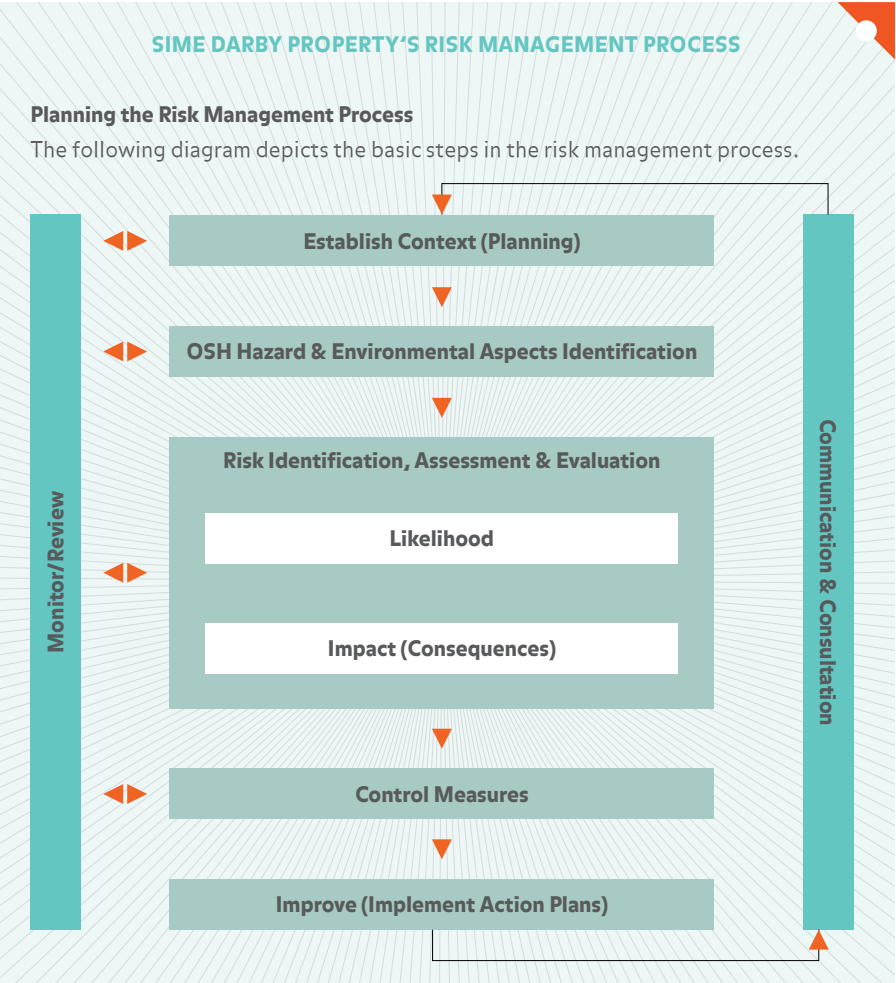 SIME DARBY PROPERTY‘S RISK MANAGEMENT PROCESS
Planning the Risk Management Process
The following diagram depicts the basic steps in the risk management process.
Establish Context (Planning)
OSH Hazard & Environmental Aspects Identification
Risk Identification, Assessment & Evaluation
Likelihood
Impact (Consequences)
Control Measures
Improve (Implement Action Plans)
Monitor/Review
Communication & Consultation